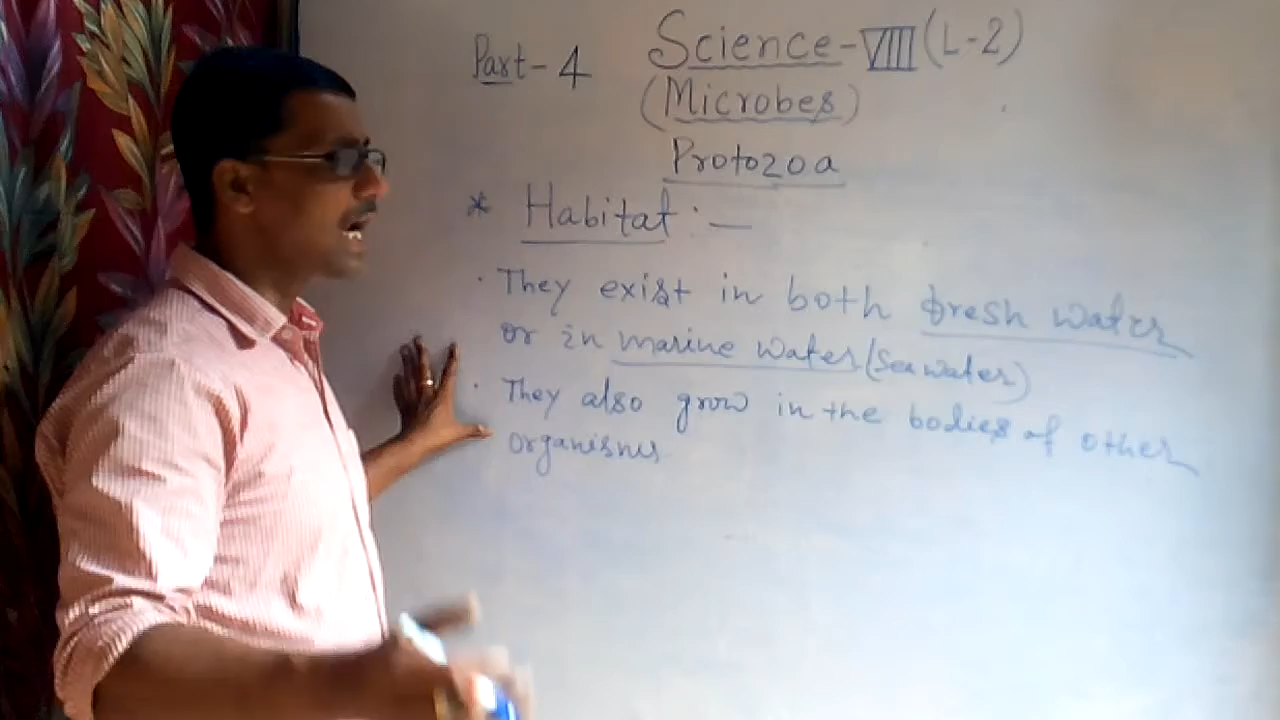 Part-4 Science-VIII (L-2)
(Microbes)
Protozoa
* Habitat:-
· They exist in both fresh water
or in marine water (Sea water)
· They also grow in the bodies of other
organisms